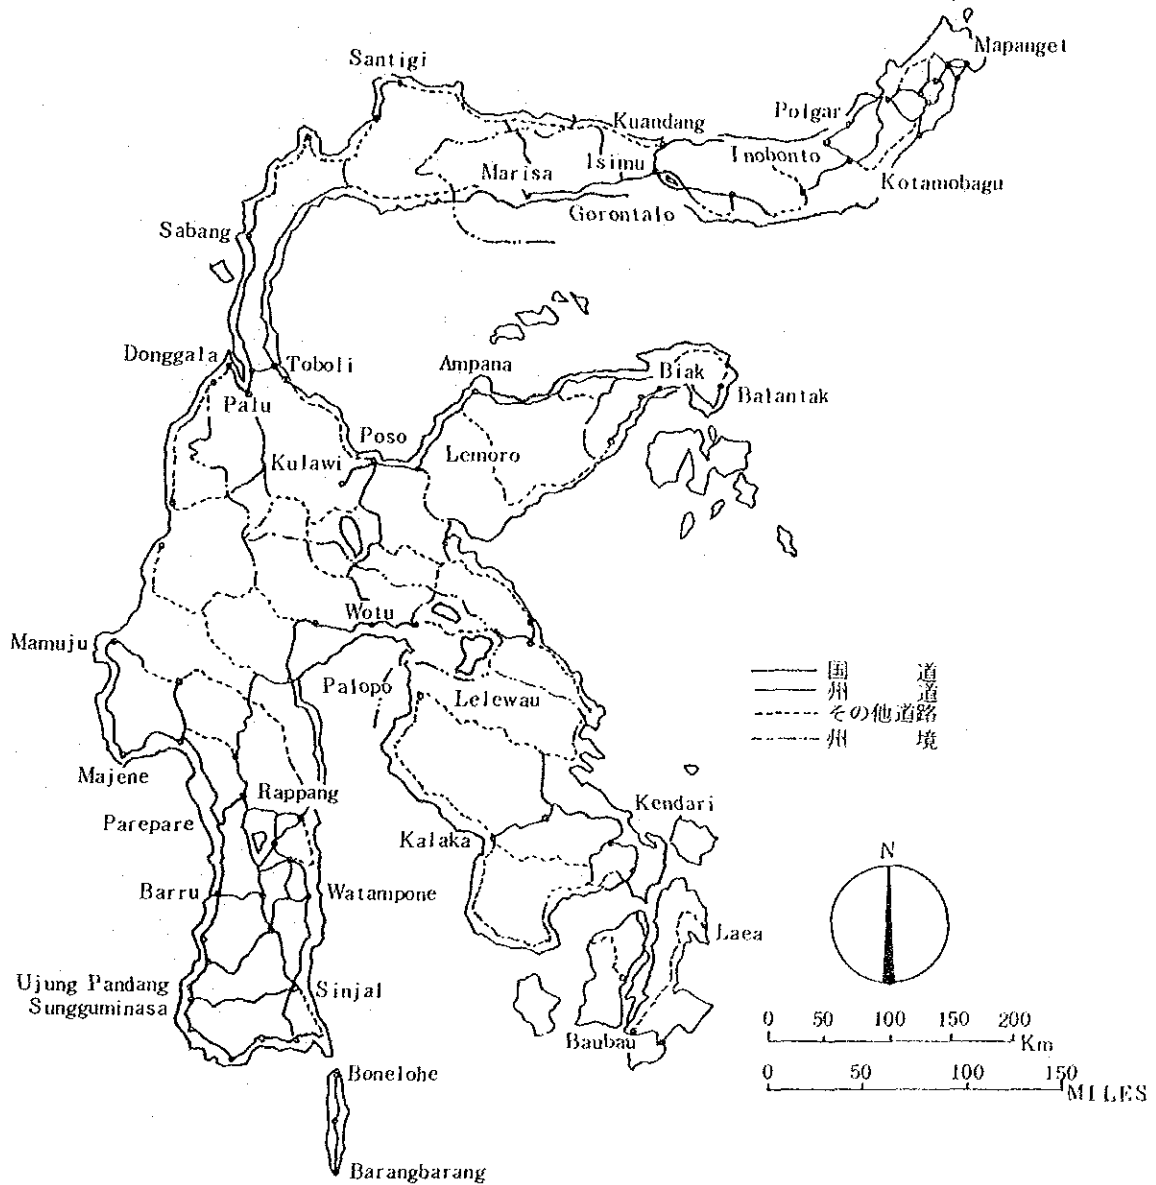 Mapanget
Santigi
Polgar
Kuandang
Inobonto
Isimu
Marisa
Kotamobagu
Gorontalo
Sabang
Donggala
Toboli
Ampana
Biak
Balantak
Palu
Poso
Lemoro
Kulawi
Wotu
Mamuju
Palopo
Lelewau
国道
州道
その他道路
州境
Majene
Rappang
Kendari
Parepare
Kalaka
N
Barru
Watampone
Laea
Ujung Pandang
Sungguminasa
Sinjal
Baubau
0 50 100 150 200
Km
0 50 100 150
MILES
Bonelohe
Barangbarang